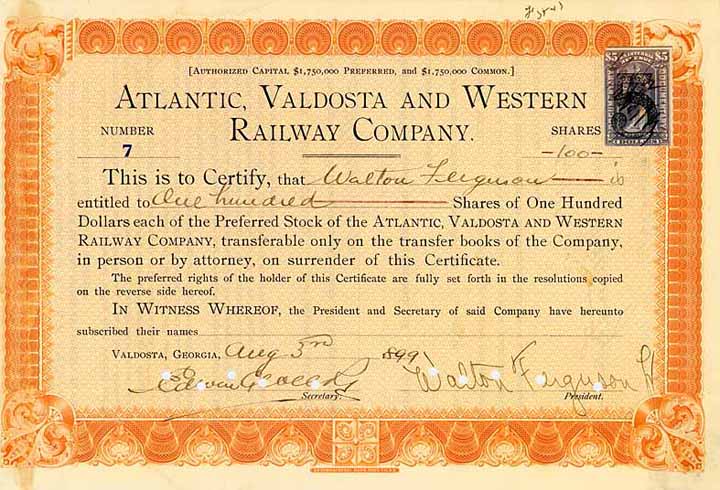 [AUTHORIZED CAPITAL $1,750,000 PREFERRED, AND $1,750,000 COMMON.]
ATLANTIC, VALDOSTA AND WESTERN
RAILWAY COMPANY.
NUMBER
7
SHARES
-100-
$5 $5
DOCUMENTARY
This is to Certify, that Walton Ferguson is
entitled to One hundred Shares of One Hundred
Dollars each of the Preferred Stock of the ATLANTIC, VALDOSTA AND WESTERN
RAILWAY COMPANY, transferable only on the transfer books of the Company,
in person or by attorney, on surrender of this Certificate.
The preferred rights of the holder of this Certificate are fully set forth in the resolutions copied
on the reverse side hereof.
IN WITNESS WHEREOF, the President and Secretary of said Company have hereunto
subscribed their names
VALDOSTA, GEORGIA, Aug 3rd 1899
Secretary.
Walton Ferguson Jr
President.